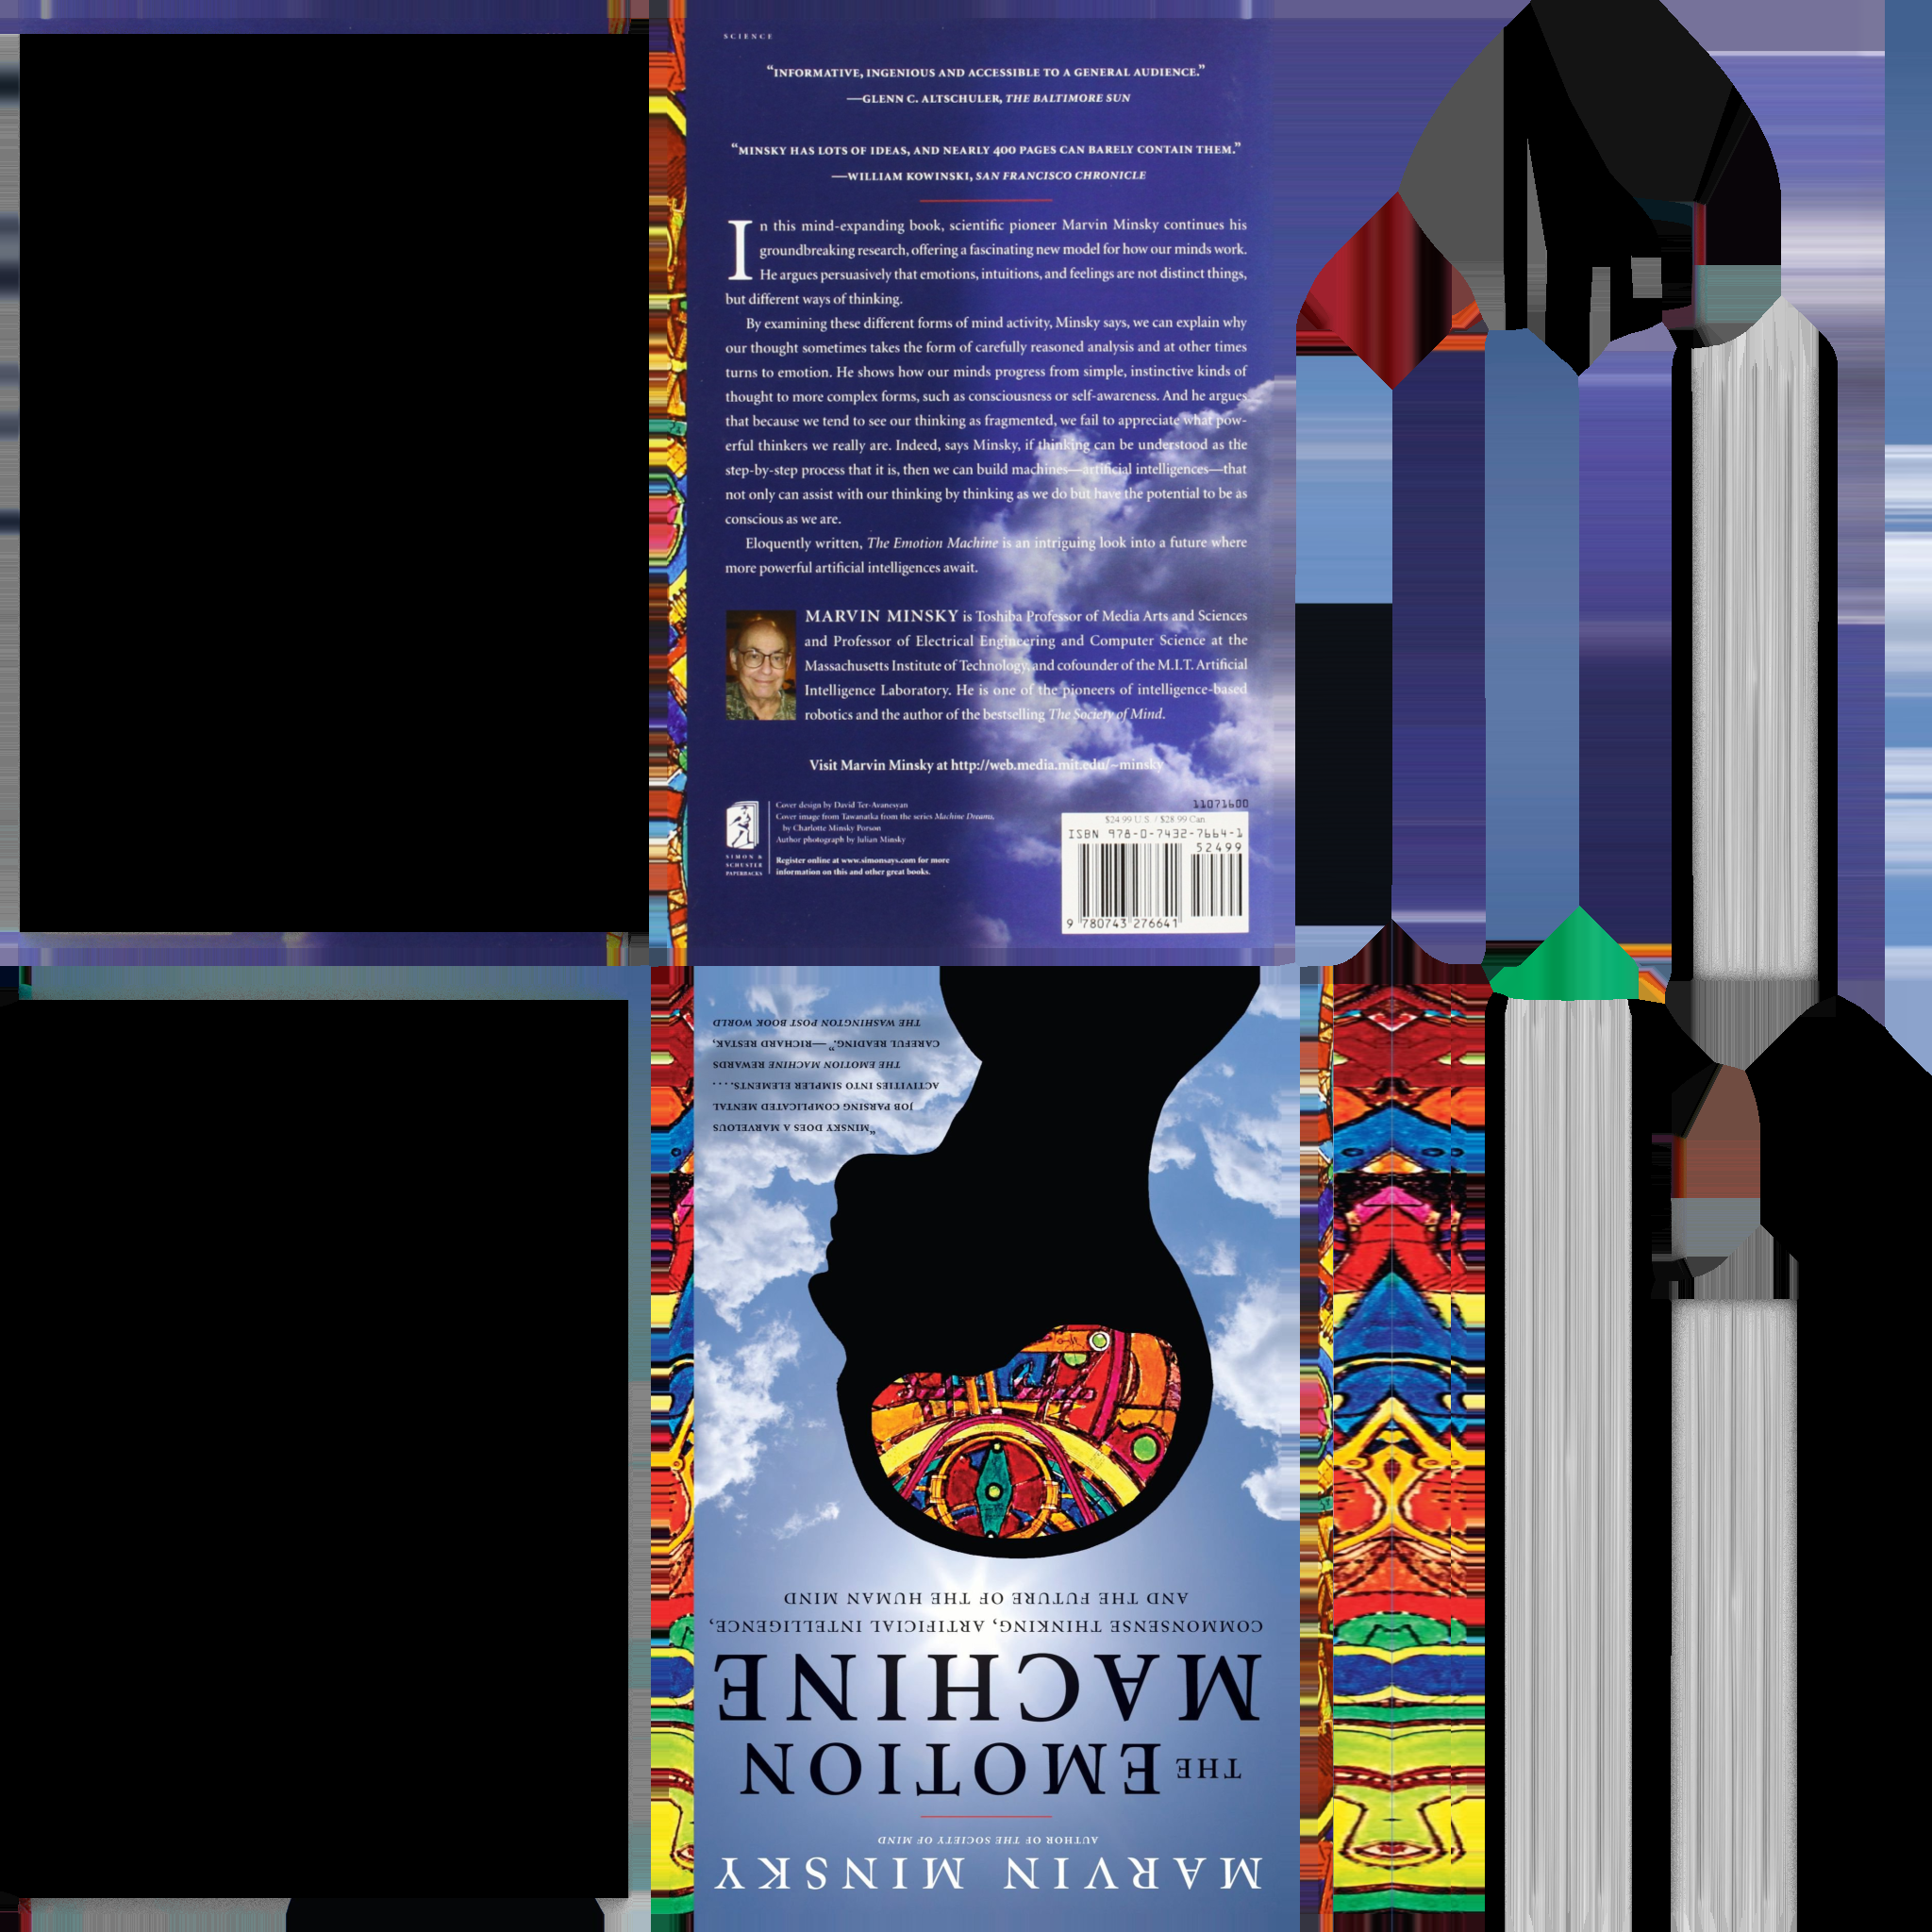 SCIENCE
“INFORMATIVE, INGENIOUS AND ACCESSIBLE TO A GENERAL AUDIENCE.”
—GLENN C. ALTSCHULER, THE BALTIMORE SUN
“MINSKY HAS LOTS OF IDEAS, AND NEARLY 400 PAGES CAN BARELY CONTAIN THEM.”
—WILLIAM KOWINSKI, SAN FRANCISCO CHRONICLE
In this mind-expanding book, scientific pioneer Marvin Minsky continues his
groundbreaking research, offering a fascinating new model for how our minds work.
He argues persuasively that emotions, intuitions, and feelings are not distinct things,
but different ways of thinking.
By examining these different forms of mind activity, Minsky says, we can explain why
our thought sometimes takes the form of carefully reasoned analysis and at other times
turns to emotion. He shows how our minds progress from simple, instinctive kinds of
thought to more complex forms, such as consciousness or self-awareness. And he argues
that because we tend to see our thinking as fragmented, we fail to appreciate what pow-
erful thinkers we really are. Indeed, says Minsky, if thinking can be understood as the
step-by-step process that it is, then we can build machines—artificial intelligences—that
not only can assist with our thinking by thinking as we do but have the potential to be as
conscious as we are.
Eloquently written, The Emotion Machine is an intriguing look into a future where
more powerful artificial intelligences await.
MARVIN MINSKY is Toshiba Professor of Media Arts and Sciences
and Professor of Electrical Engineering and Computer Science at the
Massachusetts Institute of Technology, and cofounder of the M.I.T. Artificial
Intelligence Laboratory. He is one of the pioneers of intelligence-based
robotics and the author of the bestselling The Society of Mind.
Visit Marvin Minsky at http://web.media.mit.edu/~minsky
Cover design by David Ter-Avanesyan
Cover image from Tawanatka from the series Machine Dreams,
by Charlotte Minsky Porson
Author photograph by Julian Minsky
Register online at www.simonsays.com for more
information on this and other great books.
SIMON &
SCHUSTER
PAPERBACKS
11071600
$24.99 U.S. / $28.99 Can.
ISBN 978-0-7432-7664-1
52499
9 780743 276641
MARVIN MINSKY
AUTHOR OF THE SOCIETY OF MIND
THE EMOTION
MACHINE
COMMONSENSE THINKING, ARTIFICIAL INTELLIGENCE,
AND THE FUTURE OF THE HUMAN MIND
“MINSKY DOES A MARVELOUS
JOB PARSING COMPLICATED MENTAL
ACTIVITIES INTO SIMPLER ELEMENTS. . . .
THE EMOTION MACHINE REWARDS
CAREFUL READING.” —RICHARD RESTAK,
THE WASHINGTON POST BOOK WORLD